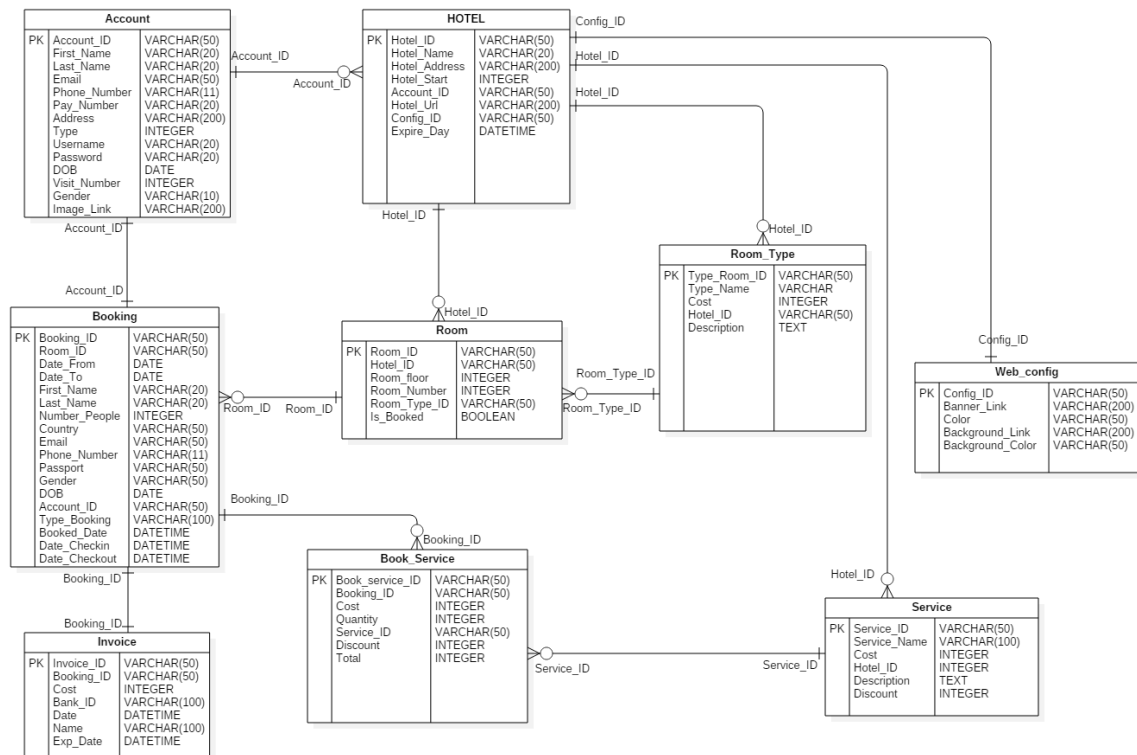 Account
PK Account_ID VARCHAR(50)
First_Name VARCHAR(20)
Last_Name VARCHAR(20)
Email VARCHAR(50)
Phone_Number VARCHAR(11)
Pay_Number VARCHAR(20)
Address VARCHAR(200)
Type INTEGER
Username VARCHAR(20)
Password VARCHAR(20)
DOB DATE
Visit_Number INTEGER
Gender VARCHAR(10)
Image_Link VARCHAR(200)
Account_ID
Account_ID
HOTEL
PK Hotel_ID VARCHAR(50)
Hotel_Name VARCHAR(20)
Hotel_Address VARCHAR(200)
Hotel_Start INTEGER
Account_ID VARCHAR(50)
Hotel_Url VARCHAR(200)
Config_ID VARCHAR(50)
Expire_Day DATETIME
Config_ID
Hotel_ID
Hotel_ID
Account_ID
Hotel_ID
Hotel_ID
Account_ID
Hotel_ID
Room_Type
PK Type_Room_ID VARCHAR(50)
Type_Name VARCHAR
Cost INTEGER
Hotel_ID VARCHAR(50)
Description TEXT
Booking
PK Booking_ID VARCHAR(50)
Room_ID VARCHAR(50)
Date_From DATE
Date_To DATE
First_Name VARCHAR(20)
Last_Name VARCHAR(20)
Number_People INTEGER
Country VARCHAR(50)
Email VARCHAR(50)
Phone_Number VARCHAR(11)
Passport VARCHAR(50)
Gender VARCHAR(50)
DOB DATE
Account_ID VARCHAR(50)
Type_Booking VARCHAR(100)
Booked_Date DATETIME
Date_Checkin DATETIME
Date_Checkout DATETIME
Room
PK Room_ID VARCHAR(50)
Hotel_ID VARCHAR(50)
Room_floor INTEGER
Room_Number INTEGER
Room_Type_ID VARCHAR(50)
Is_Booked BOOLEAN
Room_ID
Room_ID
Room_Type_ID
Room_Type_ID
Config_ID
Web_config
PK Config_ID VARCHAR(50)
Banner_Link VARCHAR(200)
Color VARCHAR(50)
Background_Link VARCHAR(200)
Background_Color VARCHAR(50)
Booking_ID
Booking_ID
Book_Service
PK Book_service_ID VARCHAR(50)
Booking_ID VARCHAR(50)
Cost INTEGER
Quantity INTEGER
Service_ID VARCHAR(50)
Discount INTEGER
Total INTEGER
Hotel_ID
Service
PK Service_ID VARCHAR(50)
Service_Name VARCHAR(100)
Cost INTEGER
Hotel_ID INTEGER
Description TEXT
Discount INTEGER
Service_ID
Service_ID
Booking_ID
Booking_ID
Invoice
PK Invoice_ID VARCHAR(50)
Booking_ID VARCHAR(50)
Cost INTEGER
Bank_ID VARCHAR(100)
Date DATETIME
Name VARCHAR(100)
Exp_Date DATETIME